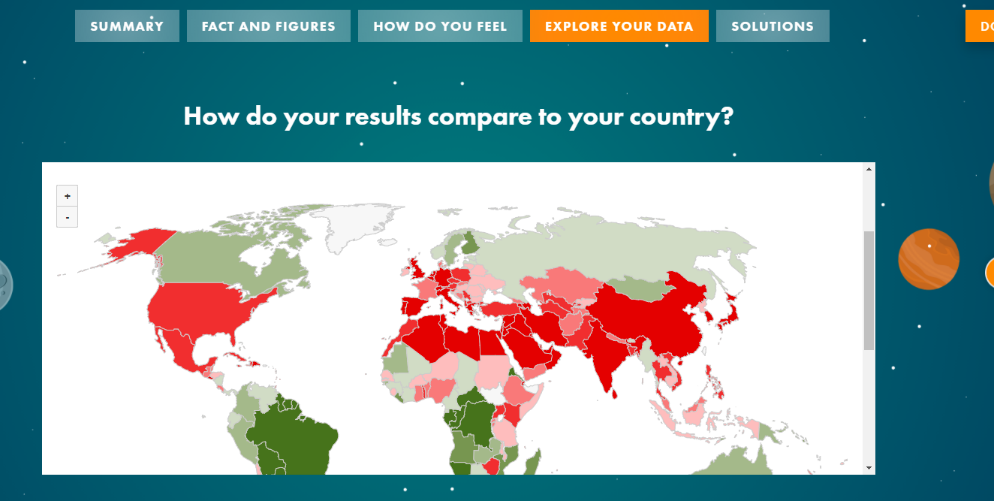 SUMMARY
FACT AND FIGURES
HOW DO YOU FEEL
EXPLORE YOUR DATA
SOLUTIONS
How do your results compare to your country?
+
-